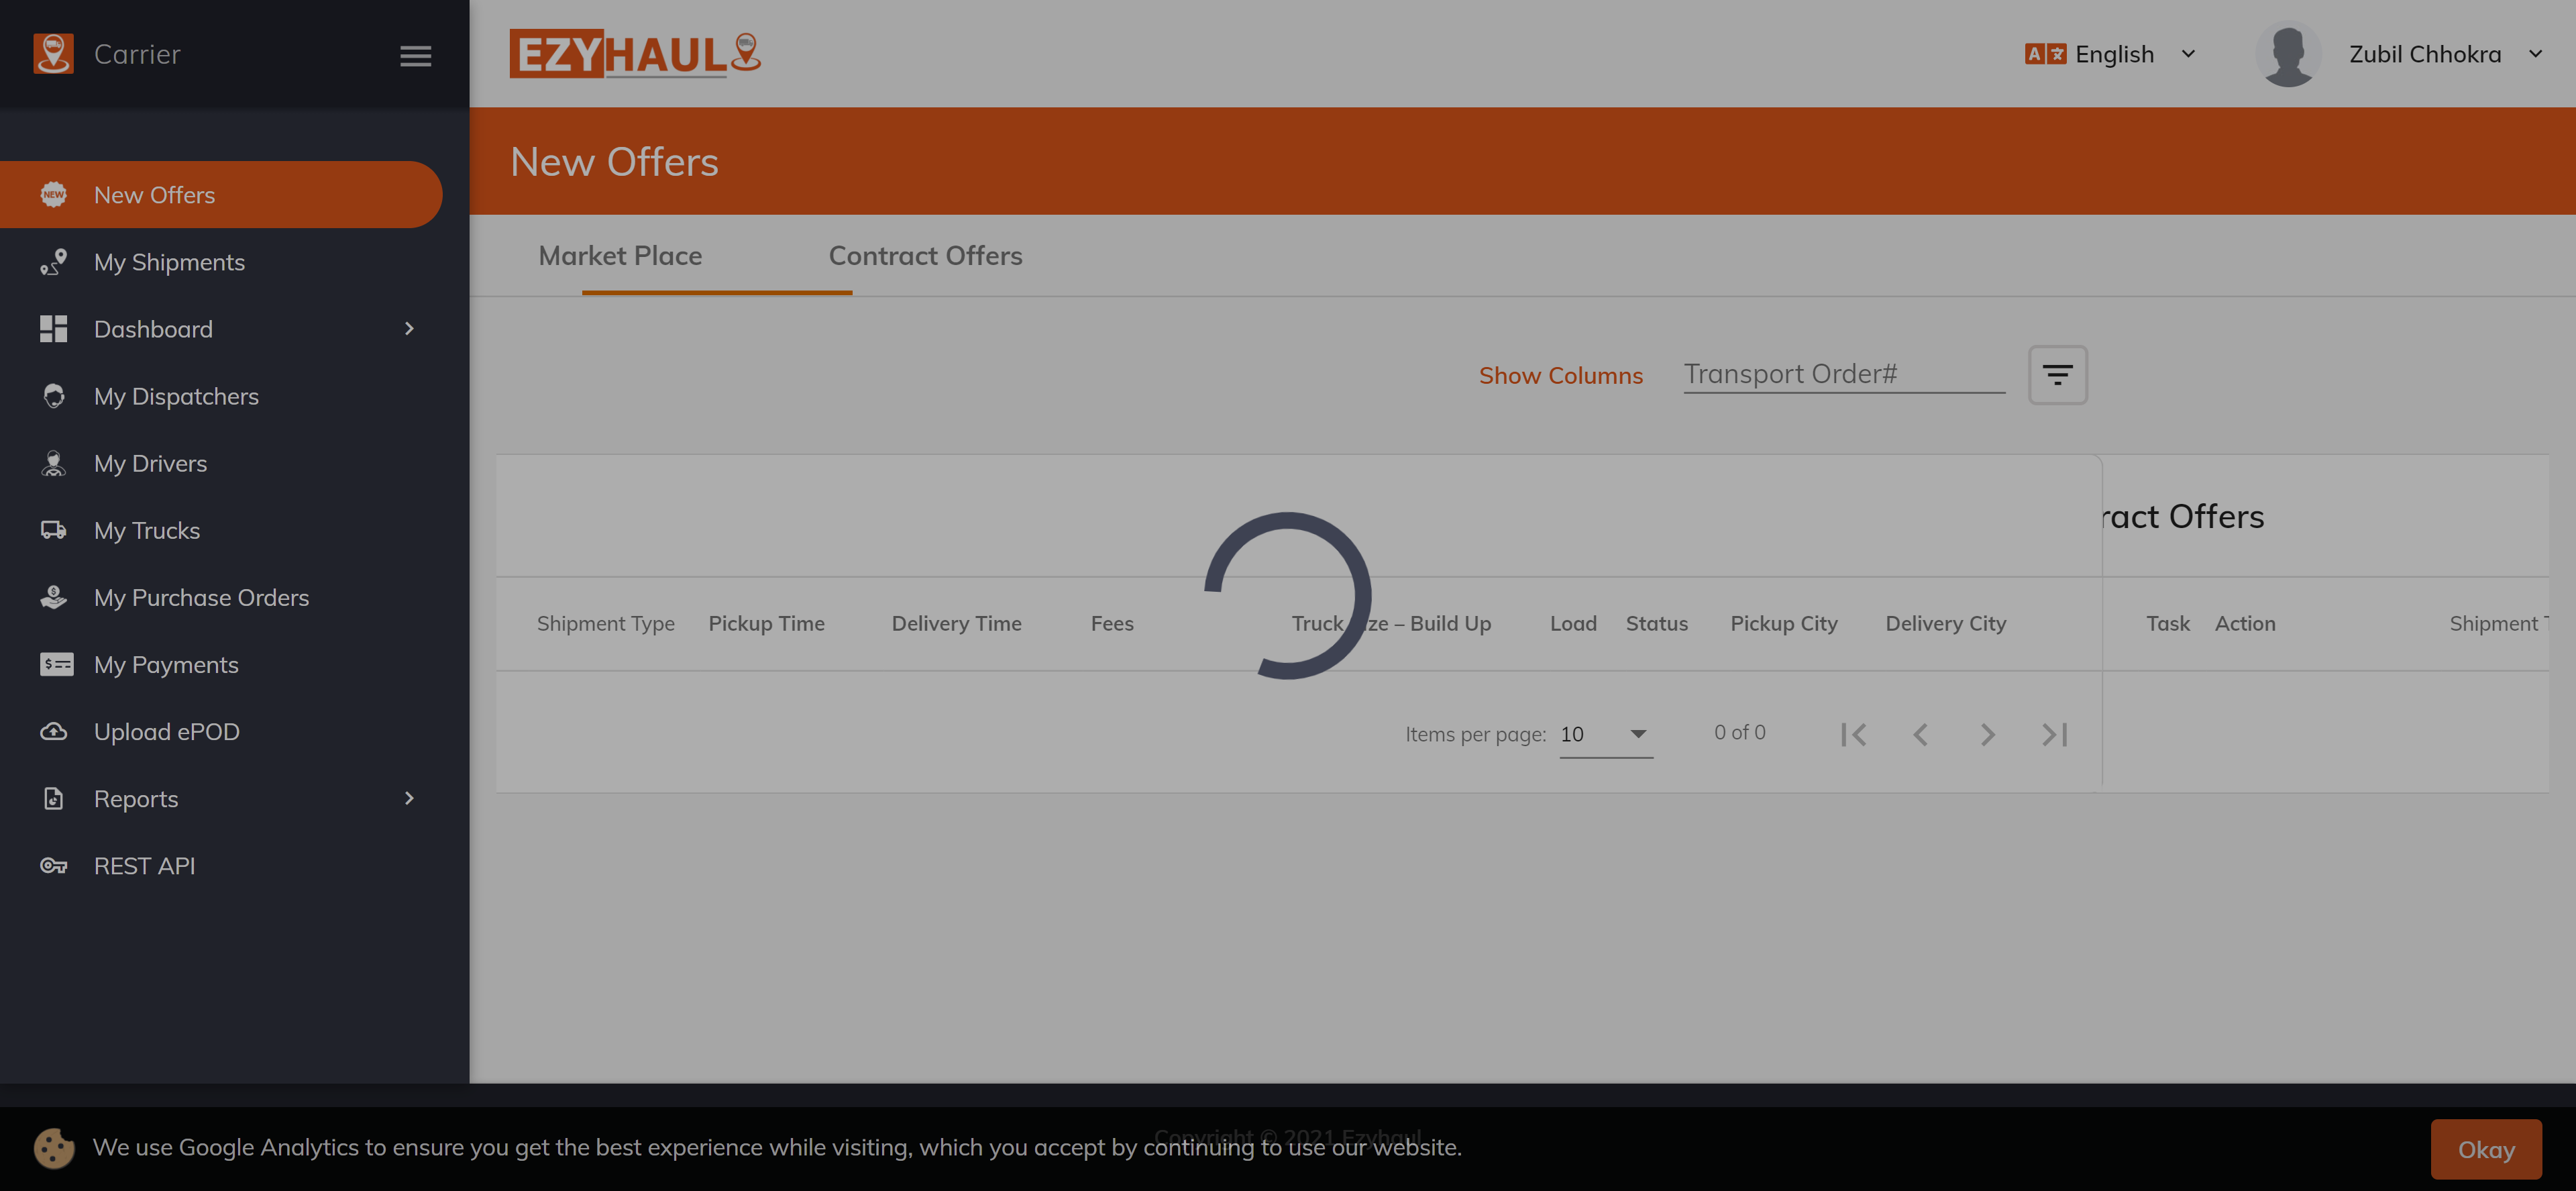 Carrier
EZYHAUL
English
Zubil Chhokra
New Offers
NEW
New Offers
My Shipments
Dashboard
My Dispatchers
My Drivers
My Trucks
My Purchase Orders
My Payments
Upload ePOD
Reports
REST API
Market Place
Contract Offers
Show Columns
Transport Order#
ract Offers
Shipment Type
Pickup Time
Delivery Time
Fees
Truck ize – Build Up
Load
Status
Pickup City
Delivery City
Task
Action
Shipment T
Items per page:
10
0 of 0
Copyright © 2021 Ezyhaul
We use Google Analytics to ensure you get the best experience while visiting, which you accept by continuing to use our website.
Okay